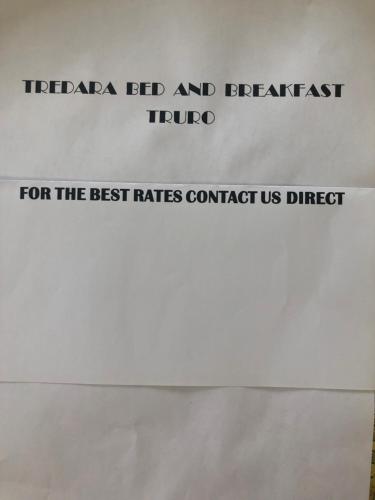 TREDARA BED AND BREAKFAST
TRURO
FOR THE BEST RATES CONTACT US DIRECT